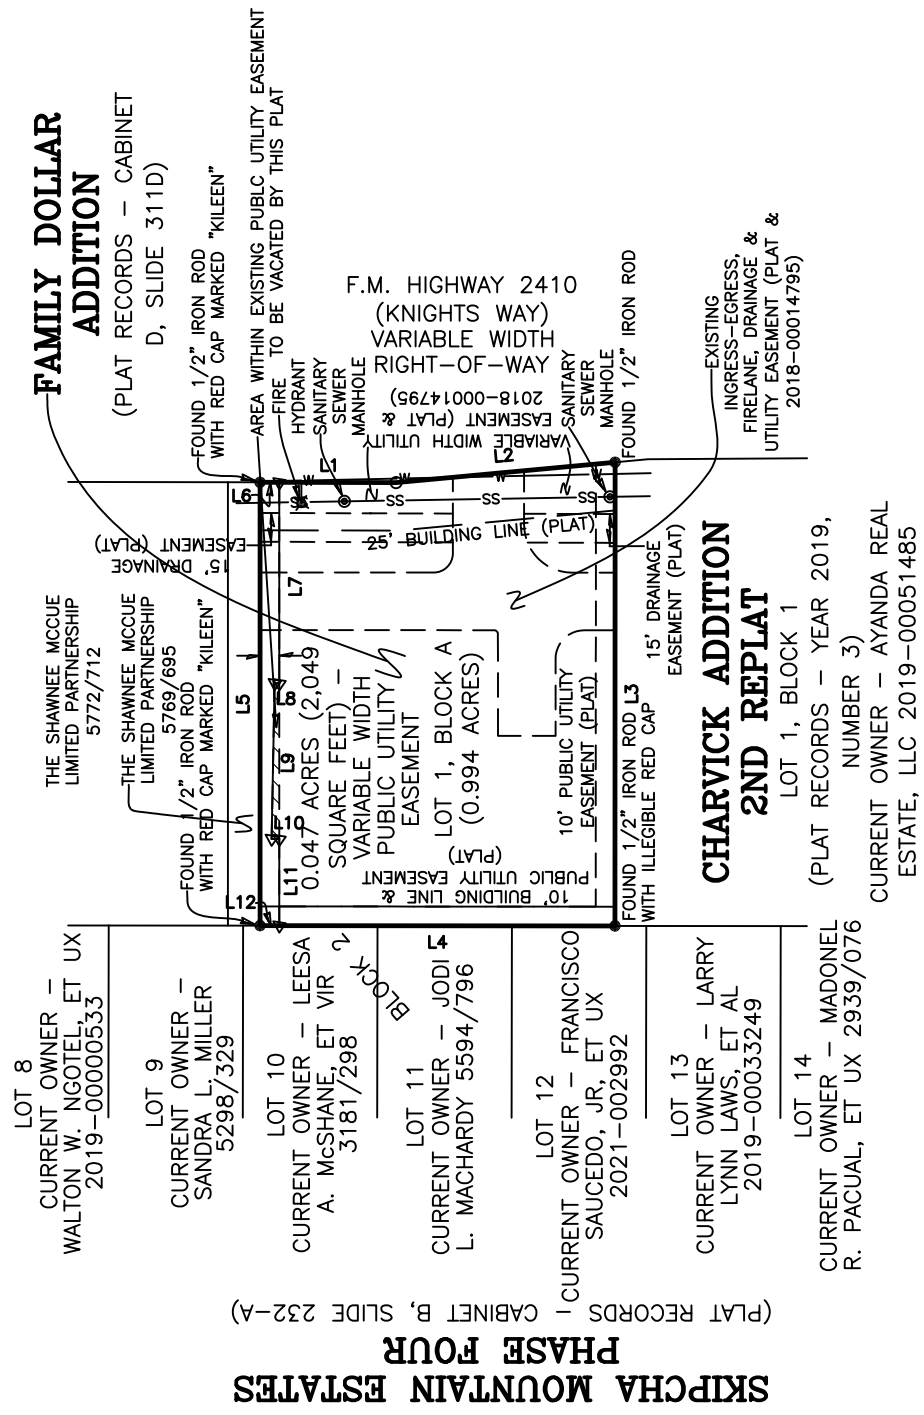 FAMILY DOLLAR
ADDITION
(PLAT RECORDS - CABINET
D, SLIDE 311D)
FOUND 1/2" IRON ROD
WITH RED CAP MARKED "KILEEN"
AREA WITHIN EXISTING PUBLC UTILITY EASEMENT
TO BE VACATED BY THIS PLAT
FIRE
HYDRANT
SANITARY
SEWER
MANHOLE
F.M. HIGHWAY 2410
(KNIGHTS WAY)
VARIABLE WIDTH
RIGHT-OF-WAY
VARIABLE WIDTH UTILITY
EASEMENT (PLAT &
2018-00014795)
SANITARY
SEWER
MANHOLE
FOUND 1/2" IRON ROD
EXISTING
INGRESS-EGRESS,
FIRELANE, DRAINAGE &
UTILITY EASEMENT (PLAT &
2018-00014795)
L6
L1
L2
W
W
W
W
SS
SS
SS
SS
15' DRAINAGE
EASEMENT (PLAT)
25' BUILDING LINE (PLAT)
L7
15' DRAINAGE
EASEMENT (PLAT)
THE SHAWNEE MCCUE
LIMITED PARTNERSHIP
5772/712
THE SHAWNEE MCCUE
LIMITED PARTNERSHIP
5769/695
FOUND 1/2" IRON ROD
WITH RED CAP MARKED "KILEEN"
L5
L8
L9
L10
L11
L12
0.047 ACRES (2,049
SQUARE FEET) -
VARIABLE WIDTH
PUBLIC UTILITY
EASEMENT
LOT 1, BLOCK A
(0.994 ACRES)
10' PUBLIC UTILITY
EASEMENT (PLAT)
10' BUILDING LINE &
PUBLIC UTILITY EASEMENT
(PLAT)
L3
FOUND 1/2" IRON ROD
WITH ILLEGIBLE RED CAP
CHARVICK ADDITION
2ND REPLAT
LOT 1, BLOCK 1
(PLAT RECORDS - YEAR 2019,
NUMBER 3)
CURRENT OWNER - AYANDA REAL
ESTATE, LLC 2019-00051485
L4
BLOCK 2
LOT 8
CURRENT OWNER -
WALTON W. NGOTEL, ET UX
2019-00000533
LOT 9
CURRENT OWNER -
SANDRA L. MILLER
5298/329
LOT 10
CURRENT OWNER - LEESA
A. McSHANE, ET VIR
3181/298
LOT 11
CURRENT OWNER - JODI
L. MACHARDY 5594/796
LOT 12
CURRENT OWNER - FRANCISCO
SAUCEDO, JR, ET UX
2021-002992
LOT 13
CURRENT OWNER - LARRY
LYNN LAWS, ET AL
2019-00033249
LOT 14
CURRENT OWNER - MADONEL
R. PACUAL, ET UX 2939/076
SKIPCHA MOUNTAIN ESTATES
PHASE FOUR
(PLAT RECORDS - CABINET B, SLIDE 232-A)